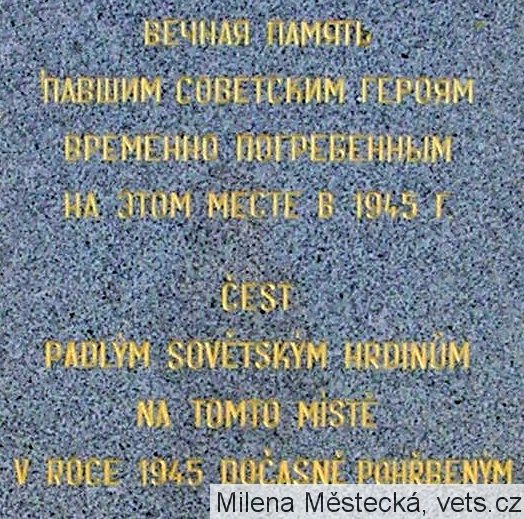 ВЕЧНАЯ ПАМЯТЬ
ПАВШИМ СОВЕТСКИМ ГЕРОЯМ
ВРЕМЕННО ПОГРЕБЕННЫМ
НА ЭТОМ МЕСТЕ В 1945 Г.
ČEST
PADLÝM SOVĚTSKÝM HRDINŮM
NA TOMTO MÍSTĚ
V ROCE 1945 DOČASNĚ POHŘBENÝM
Milena Městecká, vets.cz